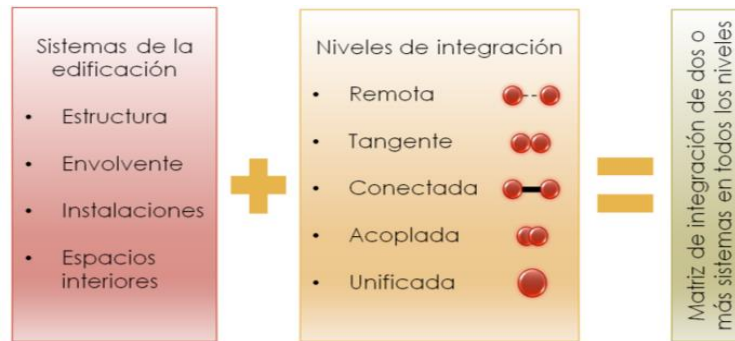 Sistemas de la
edificación
• Estructura
• Envolvente
• Instalaciones
• Espacios
interiores
Niveles de integración
• Remota
• Tangente
• Conectada
• Acoplada
• Unificada
Matriz de integración de dos o
más sistemas en todos los niveles